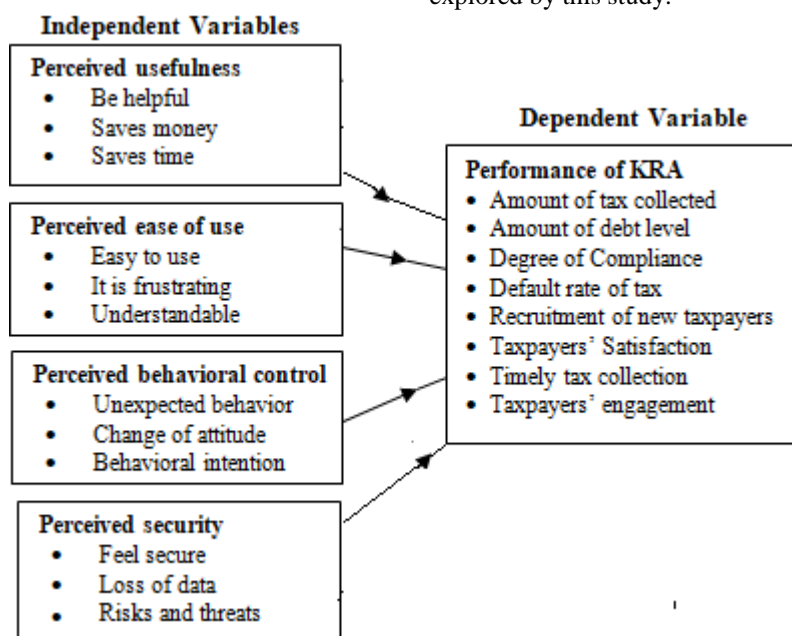 explored by this study.
Independent Variables
Perceived usefulness
• Be helpful
• Saves money
• Saves time
Perceived ease of use
• Easy to use
• It is frustrating
• Understandable
Perceived behavioral control
• Unexpected behavior
• Change of attitude
• Behavioral intention
Perceived security
• Feel secure
• Loss of data
• Risks and threats
Dependent Variable
Performance of KRA
• Amount of tax collected
• Amount of debt level
• Degree of Compliance
• Default rate of tax
• Recruitment of new taxpayers
• Taxpayers’ Satisfaction
• Timely tax collection
• Taxpayers’ engagement